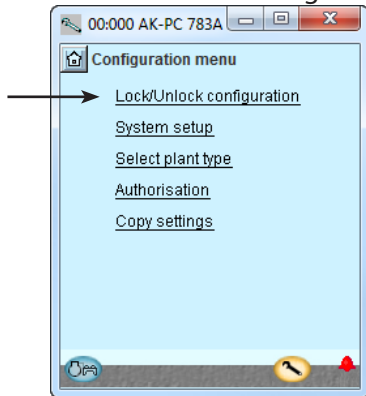 00:000 AK-PC 783A
Configuration menu
Lock/Unlock configuration
System setup
Select plant type
Authorisation
Copy settings